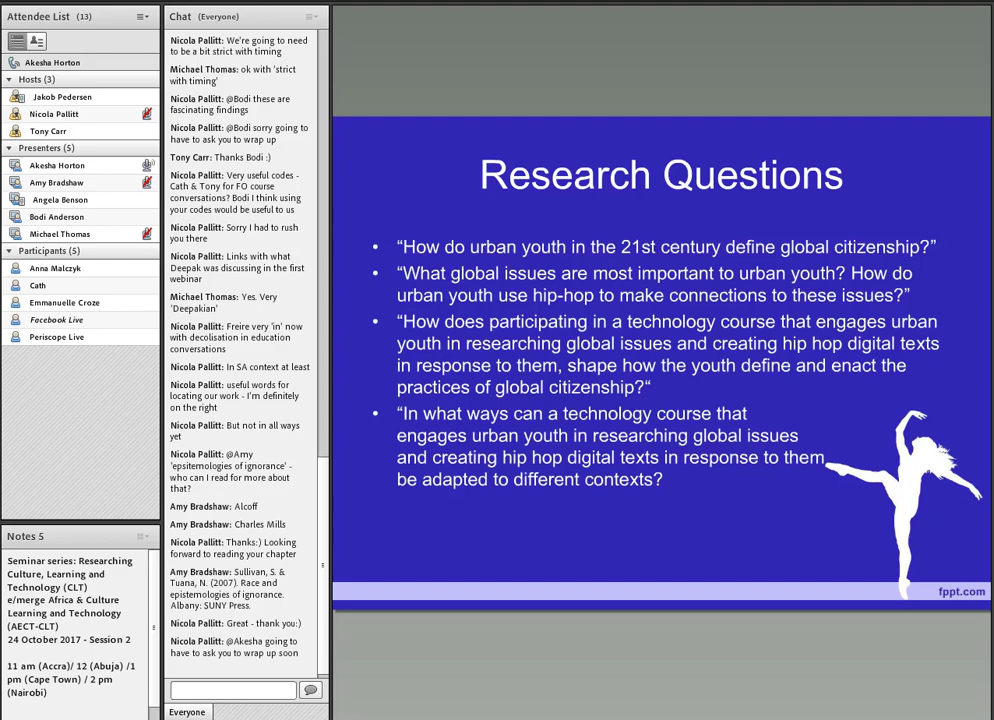 Attendee List (13)
Akesha Horton
Hosts (3)
Jakob Pedersen
Nicola Pallitt
Tony Carr
Presenters (5)
Akesha Horton
Amy Bradshaw
Angela Benson
Bodi Anderson
Michael Thomas
Participants (5)
Anna Malczyk
Cath
Emmanuelle Croze
Facebook Live
Periscope Live
Notes 5
Seminar series: Researching
Culture, Learning and
Technology (CLT)
e/merge Africa & Culture
Learning and Technology
(AECT-CLT)
24 October 2017 - Session 2
11 am (Accra)/ 12 (Abuja) /1
pm (Cape Town) / 2 pm
(Nairobi)
Chat (Everyone)
Nicola Pallitt: We're going to need
to be a bit strict with timing
Michael Thomas: ok with 'strict
with timing'
Nicola Pallitt: @Bodi these are
fascinating findings
Nicola Pallitt: @Bodi sorry going to
have to ask you to wrap up
Tony Carr: Thanks Bodi :)
Nicola Pallitt: Very useful codes -
Cath & Tony for FO course
conversations? Bodi I think using
your codes would be useful to us
Nicola Pallitt: Sorry I had to rush
you there
Nicola Pallitt: Links with what
Deepak was discussing in the first
webinar
Michael Thomas: Yes. Very
'Deepakian'
Nicola Pallitt: Freire very 'in' now
with decolisation in education
conversations
Nicola Pallitt: In SA context at least
Nicola Pallitt: useful words for
locating our work - I'm definitely
on the right
Nicola Pallitt: But not in all ways
yet
Nicola Pallitt: @Amy
'epistemologies of ignorance' -
who can I read for more about
that?
Amy Bradshaw: Alcoff
Amy Bradshaw: Charles Mills
Nicola Pallitt: Thanks:) Looking
forward to reading your chapter
Amy Bradshaw: Sullivan, S. &
Tuana, N. (2007). Race and
epistemologies of ignorance.
Albany: SUNY Press.
Nicola Pallitt: Great - thank you:)
Nicola Pallitt: @Akesha going to
have to ask you to wrap up soon
Everyone
Research Questions
• “How do urban youth in the 21st century define global citizenship?”
• “What global issues are most important to urban youth? How do
urban youth use hip-hop to make connections to these issues?”
• “How does participating in a technology course that engages urban
youth in researching global issues and creating hip hop digital texts
in response to them, shape how the youth define and enact the
practices of global citizenship?“
• “In what ways can a technology course that
engages urban youth in researching global issues
and creating hip hop digital texts in response to them
be adapted to different contexts?
fppt.com